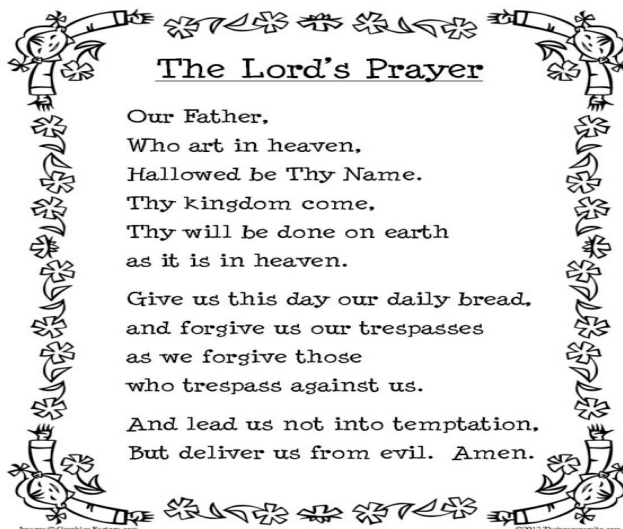 The Lord's Prayer
Our Father,
Who art in heaven,
Hallowed be Thy Name.
Thy kingdom come,
Thy will be done on earth
as it is in heaven.
Give us this day our daily bread,
and forgive us our trespasses
as we forgive those
who trespass against us.
And lead us not into temptation,
But deliver us from evil. Amen.